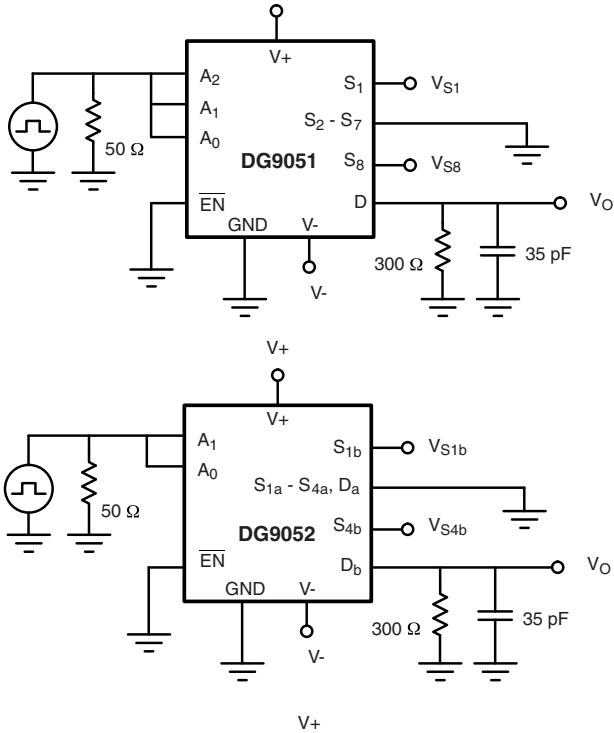 V+
A2
S1
VS1
A1
S2 - S7
A0
50 Ω
DG9051
S8
VS8
EN
D
VO
GND
V-
300 Ω
35 pF
V-
V+
V+
A1
S1b
VS1b
A0
S1a - S4a, Da
50 Ω
DG9052
S4b
VS4b
EN
Db
VO
GND
V-
300 Ω
35 pF
V-
V+